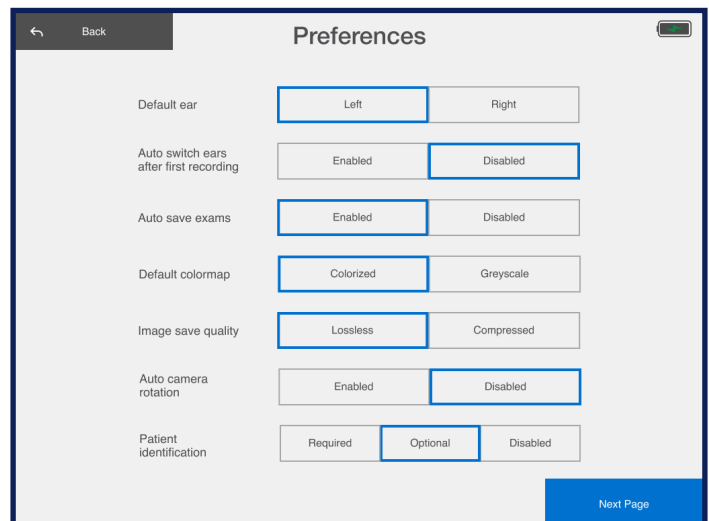 Back
Preferences
Default ear
Left
Right
Auto switch ears
after first recording
Enabled
Disabled
Auto save exams
Enabled
Disabled
Default colormap
Colorized
Greyscale
Image save quality
Lossless
Compressed
Auto camera
rotation
Enabled
Disabled
Patient
identification
Required
Optional
Disabled
Next Page